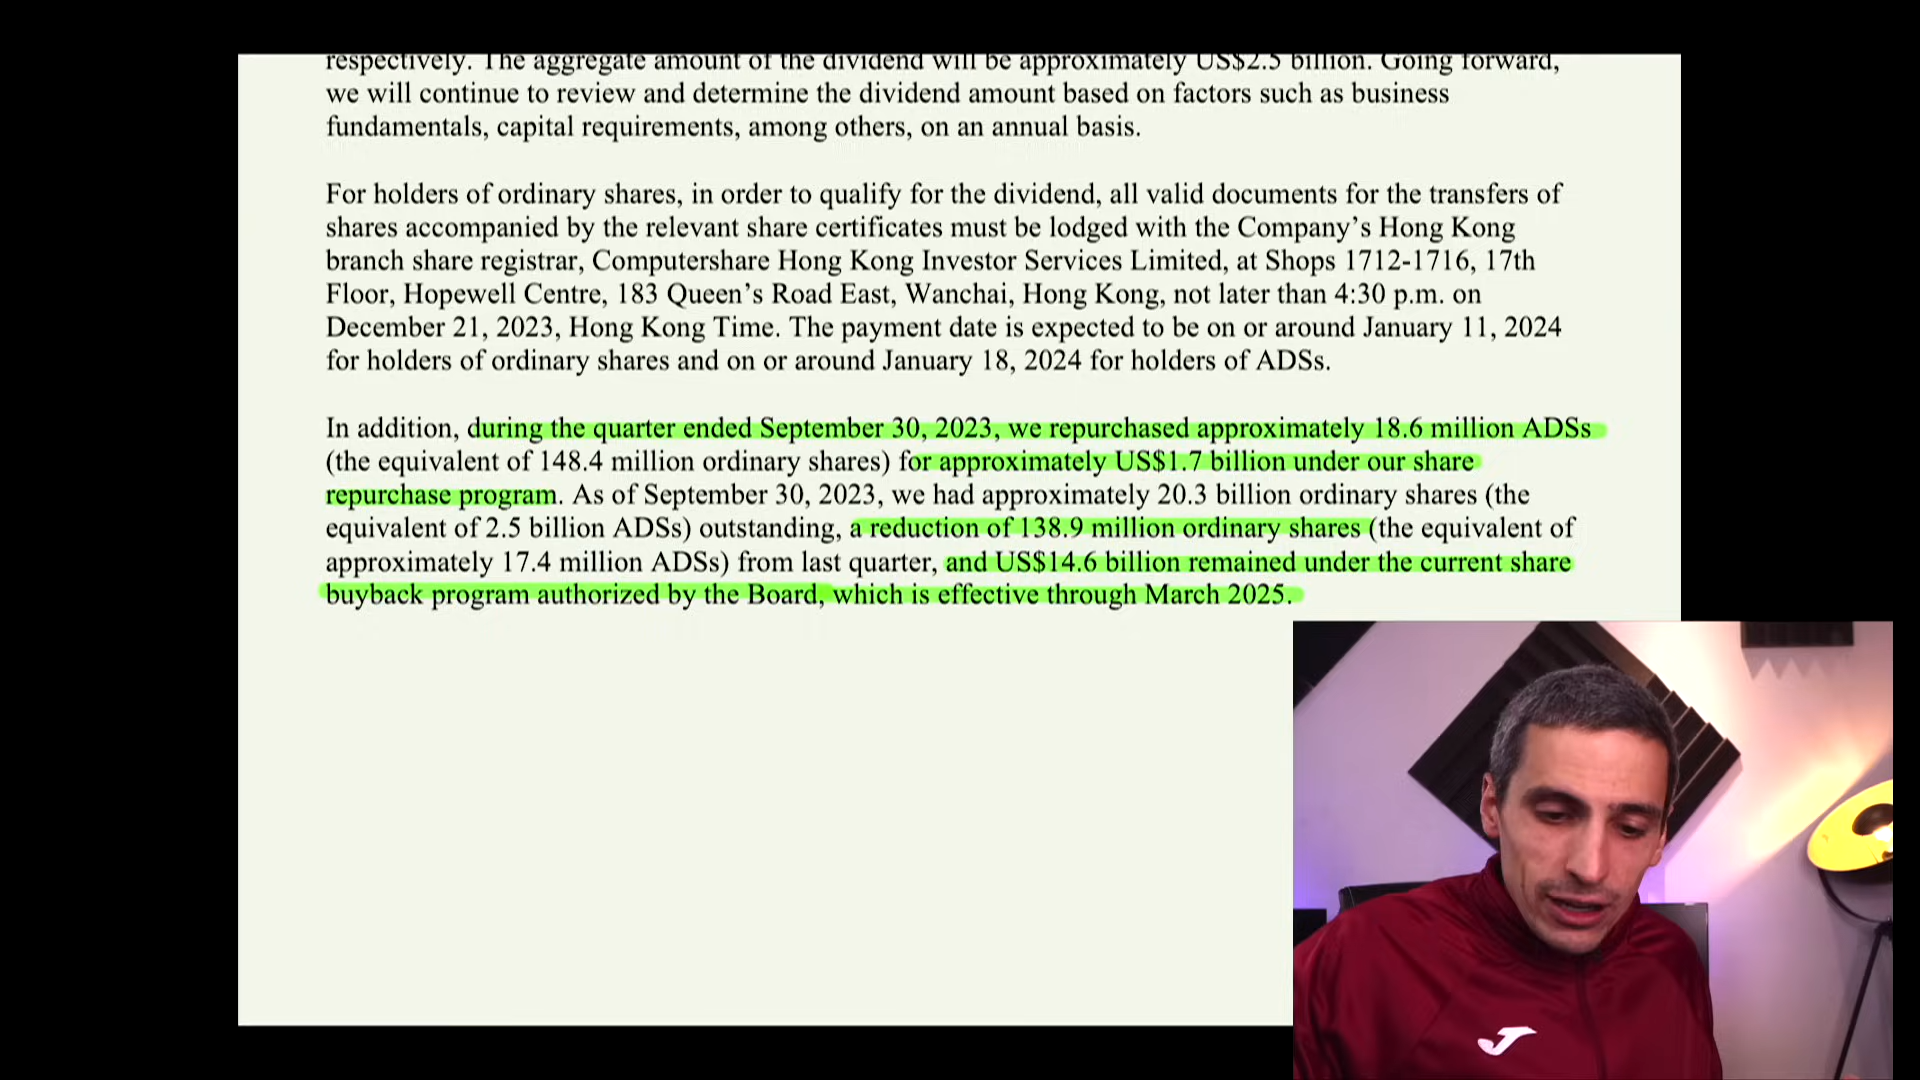 respectively. The aggregate amount of the dividend will be approximately US$2.5 billion. Going forward,
we will continue to review and determine the dividend amount based on factors such as business
fundamentals, capital requirements, among others, on an annual basis.
For holders of ordinary shares, in order to qualify for the dividend, all valid documents for the transfers of
shares accompanied by the relevant share certificates must be lodged with the Company’s Hong Kong
branch share registrar, Computershare Hong Kong Investor Services Limited, at Shops 1712-1716, 17th
Floor, Hopewell Centre, 183 Queen’s Road East, Wanchai, Hong Kong, not later than 4:30 p.m. on
December 21, 2023, Hong Kong Time. The payment date is expected to be on or around January 11, 2024
for holders of ordinary shares and on or around January 18, 2024 for holders of ADSs.
In addition, during the quarter ended September 30, 2023, we repurchased approximately 18.6 million ADSs
(the equivalent of 148.4 million ordinary shares) for approximately US$1.7 billion under our share
repurchase program. As of September 30, 2023, we had approximately 20.3 billion ordinary shares (the
equivalent of 2.5 billion ADSs) outstanding, a reduction of 138.9 million ordinary shares (the equivalent of
approximately 17.4 million ADSs) from last quarter, and US$14.6 billion remained under the current share
buyback program authorized by the Board, which is effective through March 2025.